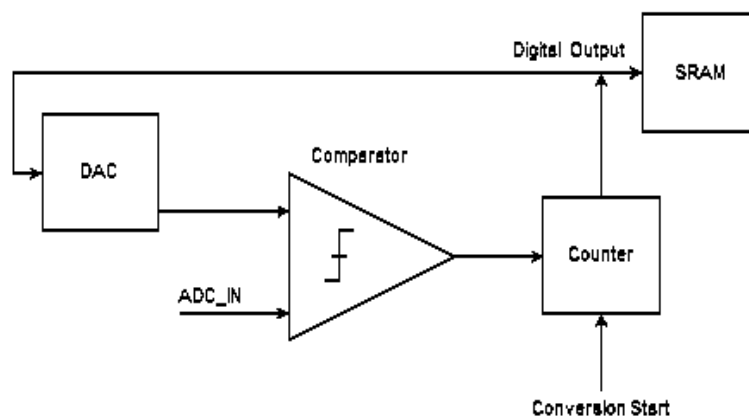 Digital Output
SRAM
DAC
Comparator
Counter
ADC_IN
Conversion Start